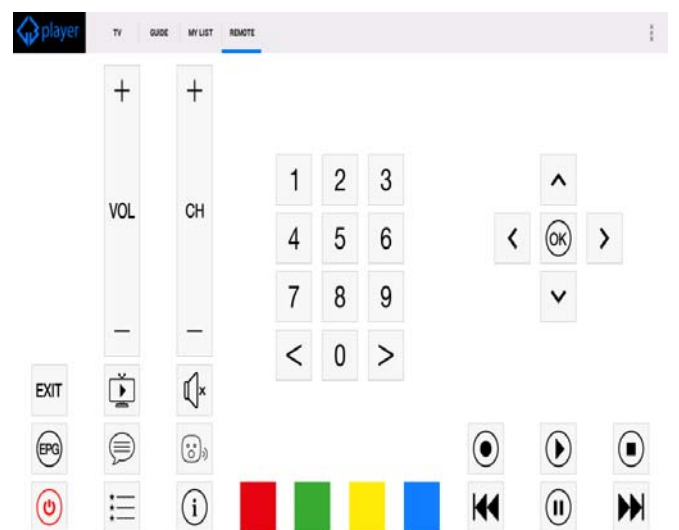 player TV GUIDE MY LIST REMOTE
+ +
1 2 3
VOL CH
4 5 6
< OK >
7 8 9
− −
< 0 >
EXIT
EPG
i